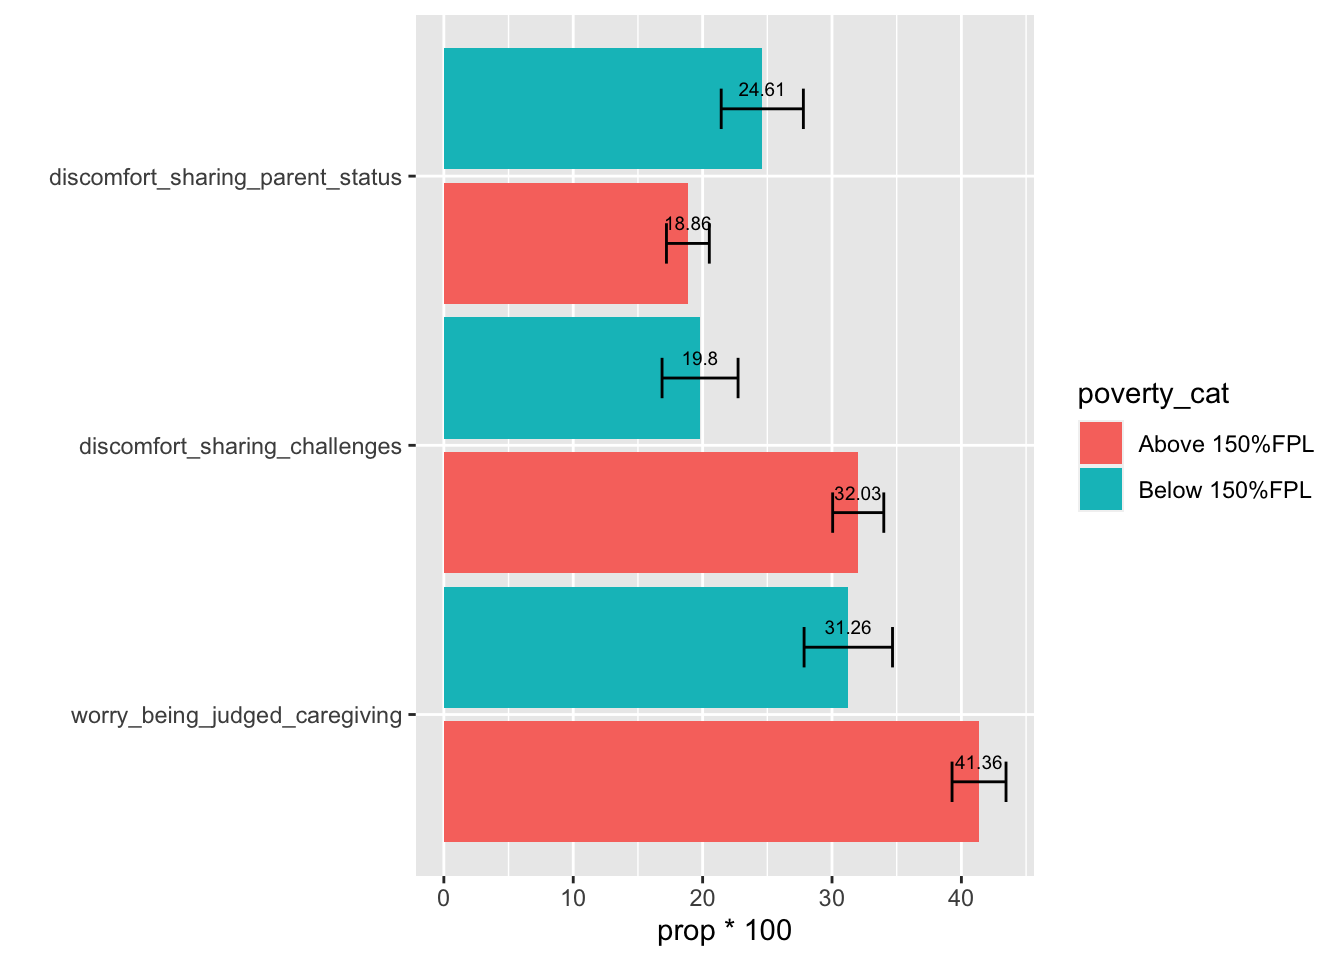 24.61
discomfort_sharing_parent_status
18.86
19.8
discomfort_sharing_challenges
32.03
31.26
worry_being_judged_caregiving
41.36
0 10 20 30 40
prop * 100
poverty_cat
Above 150%FPL
Below 150%FPL